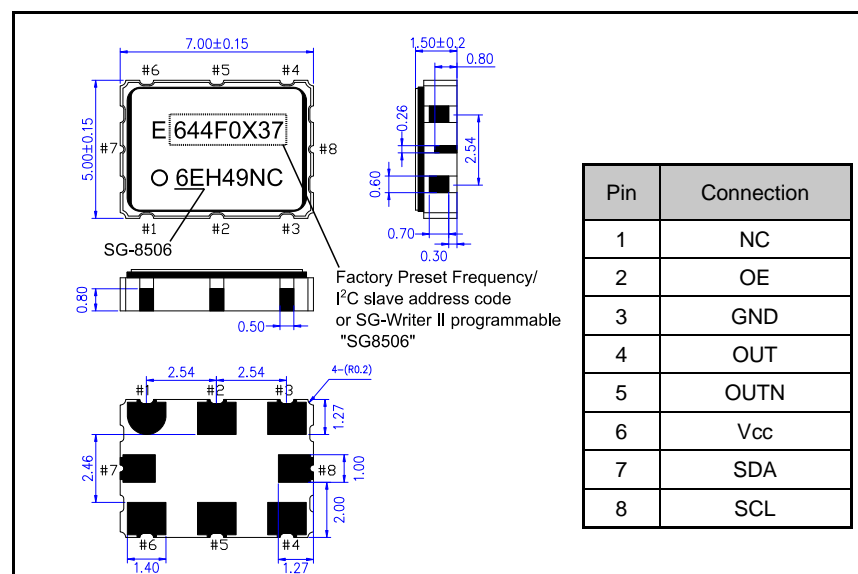 7.00±0.15
#6 #5 #4
5.00±0.15
#7
#8
E 644F0X37
O 6EH49NC
#1 #2 #3
SG-8506
1.50±0.2
0.80
0.26
2.54
0.60
0.70
0.30
0.80
0.50
Factory Preset Frequency/
I²C slave address code
or SG-Writer II programmable
"SG8506"
2.54 2.54
4-(R0.2)
#1 #2 #3
1.27
2.46
#7
#8
1.00
2.00
#6 #5 #4
1.40
1.27
Pin Connection
1 NC
2 OE
3 GND
4 OUT
5 OUTN
6 Vcc
7 SDA
8 SCL